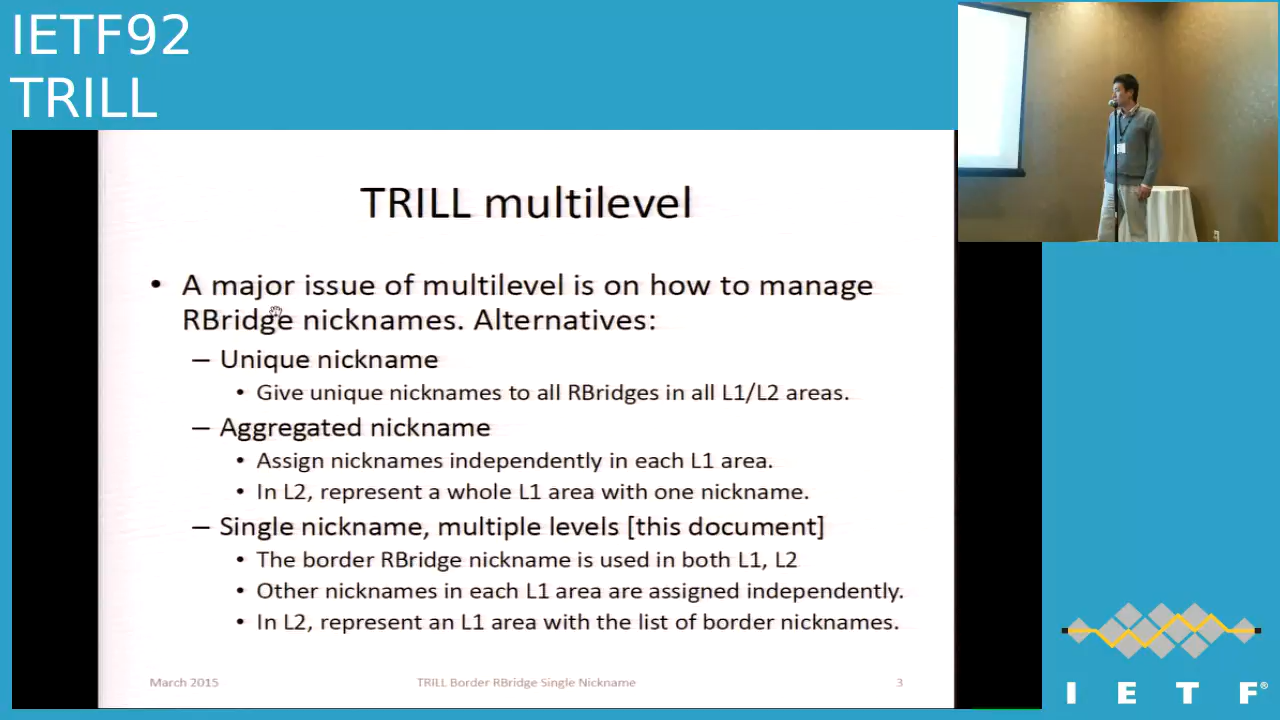 IETF92
TRILL
TRILL multilevel
• A major issue of multilevel is on how to manage
RBridge nicknames. Alternatives:
– Unique nickname
• Give unique nicknames to all RBridges in all L1/L2 areas.
– Aggregated nickname
• Assign nicknames independently in each L1 area.
• In L2, represent a whole L1 area with one nickname.
– Single nickname, multiple levels [this document]
• The border RBridge nickname is used in both L1, L2
• Other nicknames in each L1 area are assigned independently.
• In L2, represent an L1 area with the list of border nicknames.
March 2015
TRILL Border RBridge Single Nickname
3
I E T F®